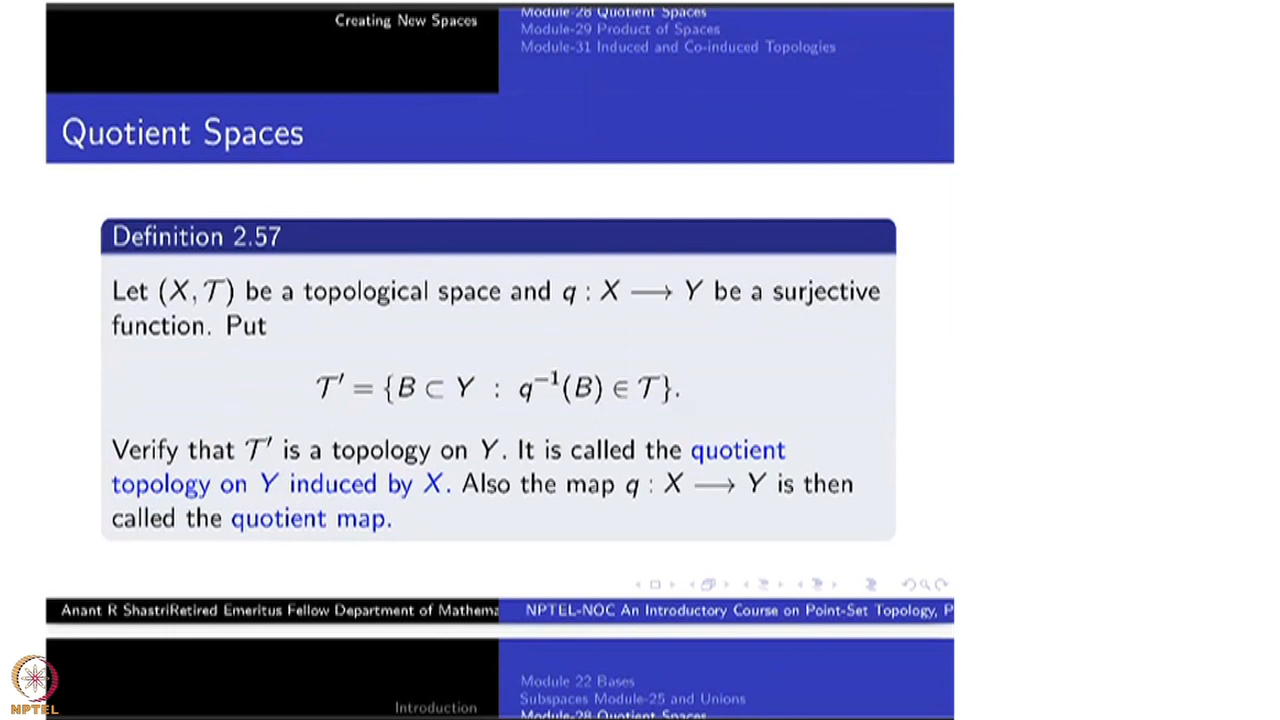 Creating New Spaces
Module-28 Quotient Spaces
Module-29 Product of Spaces
Module-31 Induced and Co-induced Topologies
Quotient Spaces
Definition 2.57
Let (X, 𝒯) be a topological space and q : X ⟶ Y be a surjective
function. Put
𝒯′ = {B ⊂ Y : q⁻¹(B) ∈ 𝒯}.
Verify that 𝒯′ is a topology on Y. It is called the quotient
topology on Y induced by X. Also the map q : X ⟶ Y is then
called the quotient map.
Anant R ShastriRetired Emeritus Fellow Department of Mathema
NPTEL-NOC An Introductory Course on Point-Set Topology, P
Introduction
Module 22 Bases
Subspaces Module-25 and Unions
Module-28 Quotient Spaces
NPTEL